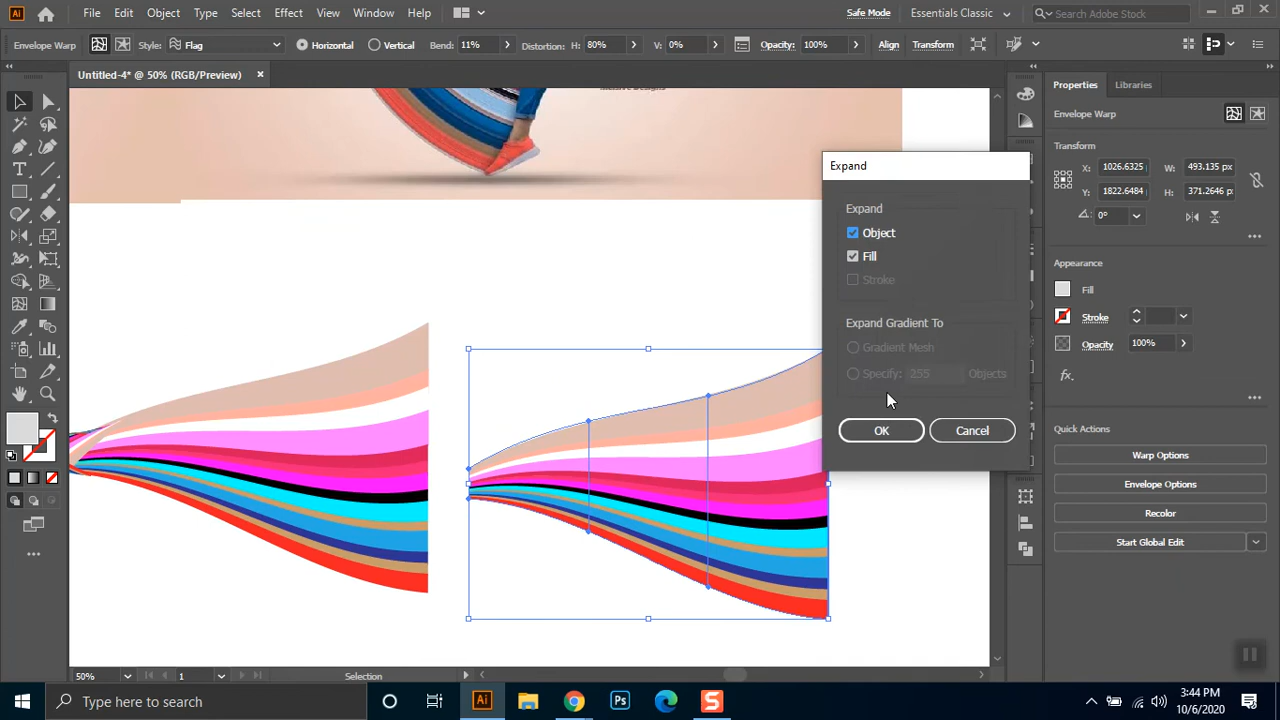 Ai File Edit Object Type Select Effect View Window Help Safe Mode Essentials Classic Search Adobe Stock
Envelope Warp Style: Flag Horizontal Vertical Bend: 11% Distortion: H: 80% V: 0% Opacity: 100% Align Transform
Untitled-4* @ 50% (RGB/Preview) ×
Properties Libraries
Envelope Warp
Transform
X: 1026.6325 W: 493.135 px
Y: 1822.6484 H: 371.2646 p
0°
Appearance
Fill
Stroke
Opacity 100%
fx.
Quick Actions
Warp Options
Envelope Options
Recolor
Start Global Edit
Expand
Expand
Object
Fill
Stroke
Expand Gradient To
Gradient Mesh
Specify: 255 Objects
OK Cancel
50% 1 Selection
Type here to search Ai Ps S
3:44 PM
10/6/2020